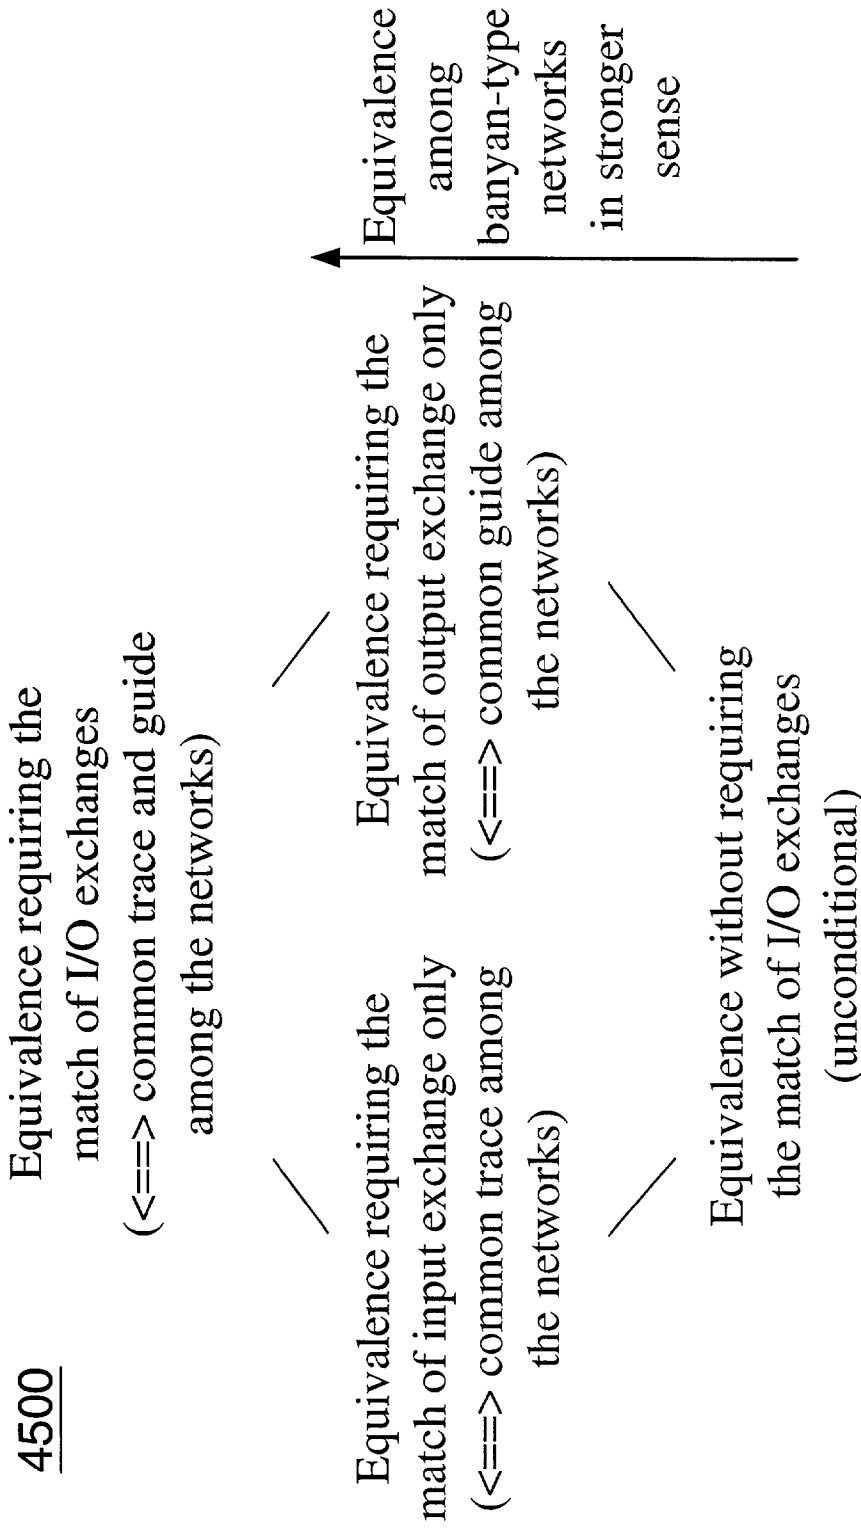 4500
Equivalence requiring the
match of I/O exchanges
(<==> common trace and guide
among the networks)
Equivalence requiring the
match of input exchange only
(<==> common trace among
the networks)
Equivalence requiring the
match of output exchange only
(<==> common guide among
the networks)
Equivalence without requiring
the match of I/O exchanges
(unconditional)
Equivalence
among
banyan-type
networks
in stronger
sense